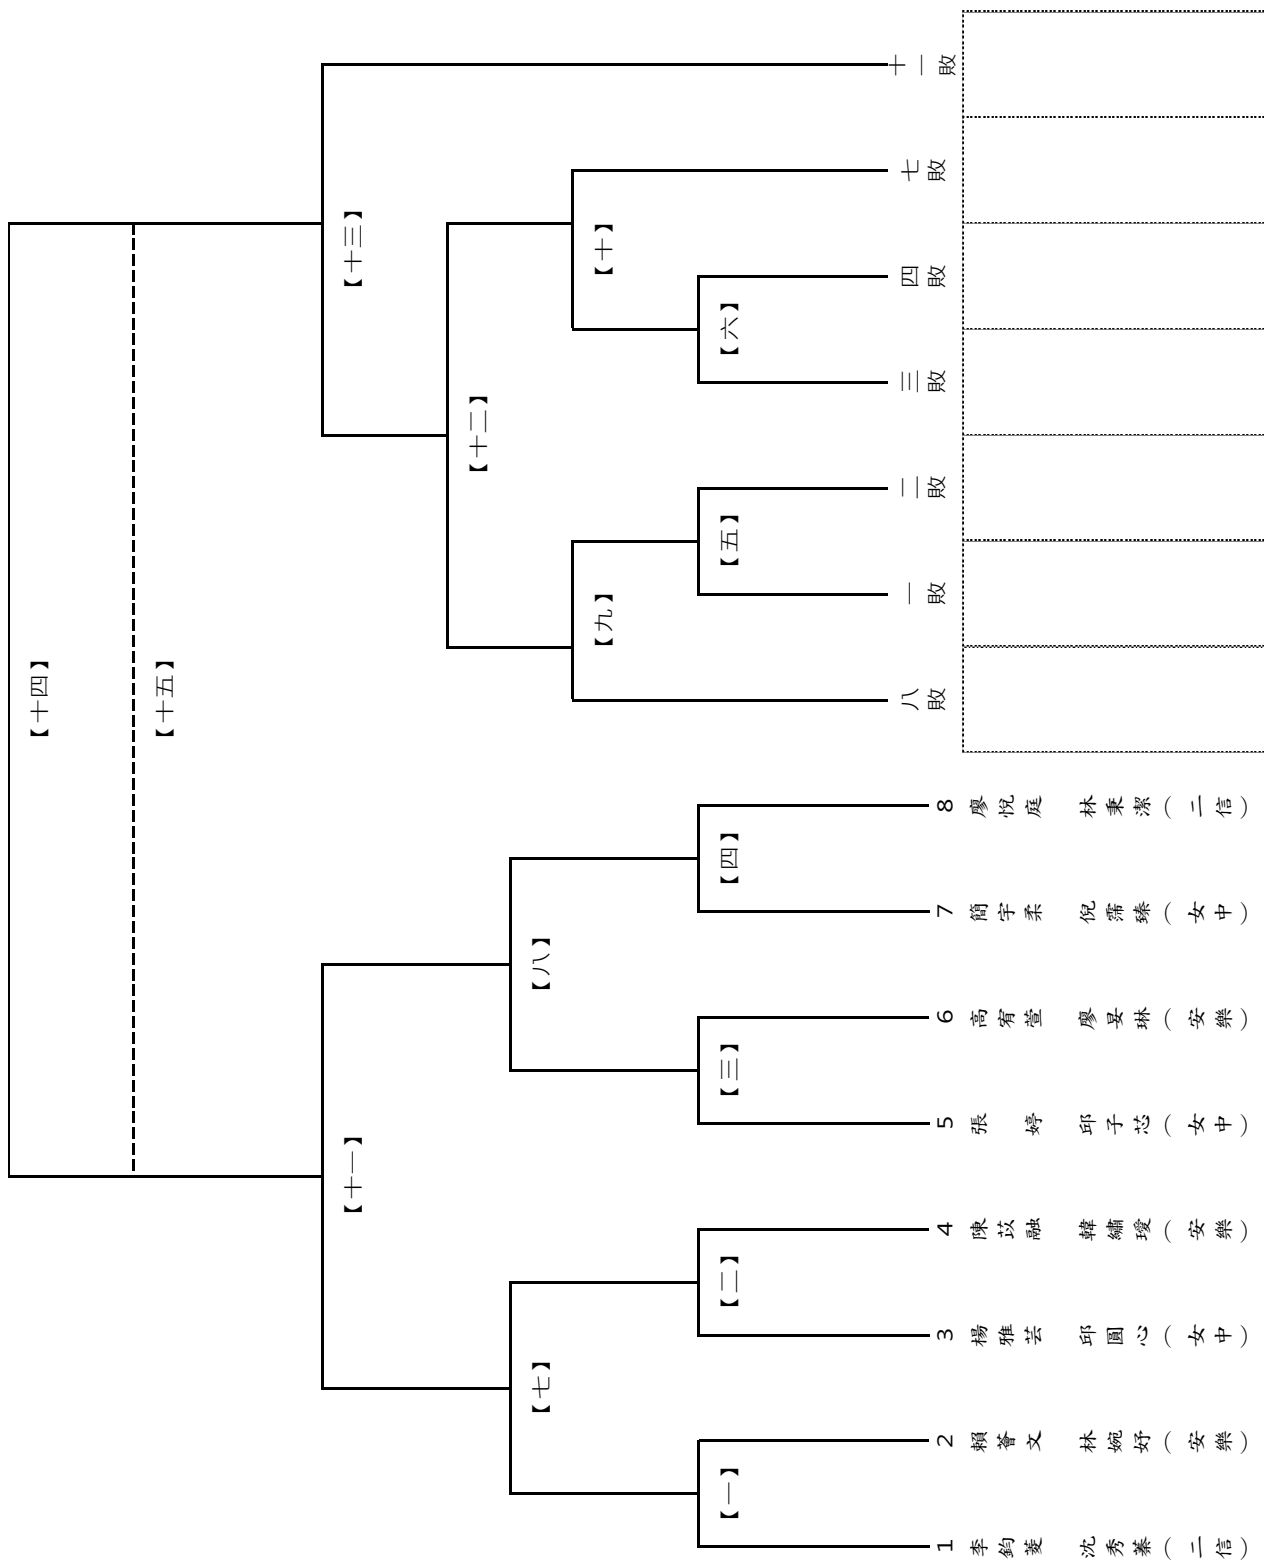 1 李鈞菱 沈秀蓁(二信)
2 賴薈文 林婉妤(安樂)
3 楊雅芸 邱圓心(女中)
4 陳苡融 韓繡璦(安樂)
5 張 婷 邱子芯(女中)
6 高宥萱 廖妟琳(安樂)
7 簡宇柔 倪霈臻(女中)
8 廖悅庭 林秉潔(二信)
八敗
一敗
二敗
三敗
四敗
七敗
十一敗
【一】
【二】
【三】
【四】
【五】
【六】
【七】
【八】
【九】
【十】
【十一】
【十二】
【十三】
【十四】
【十五】